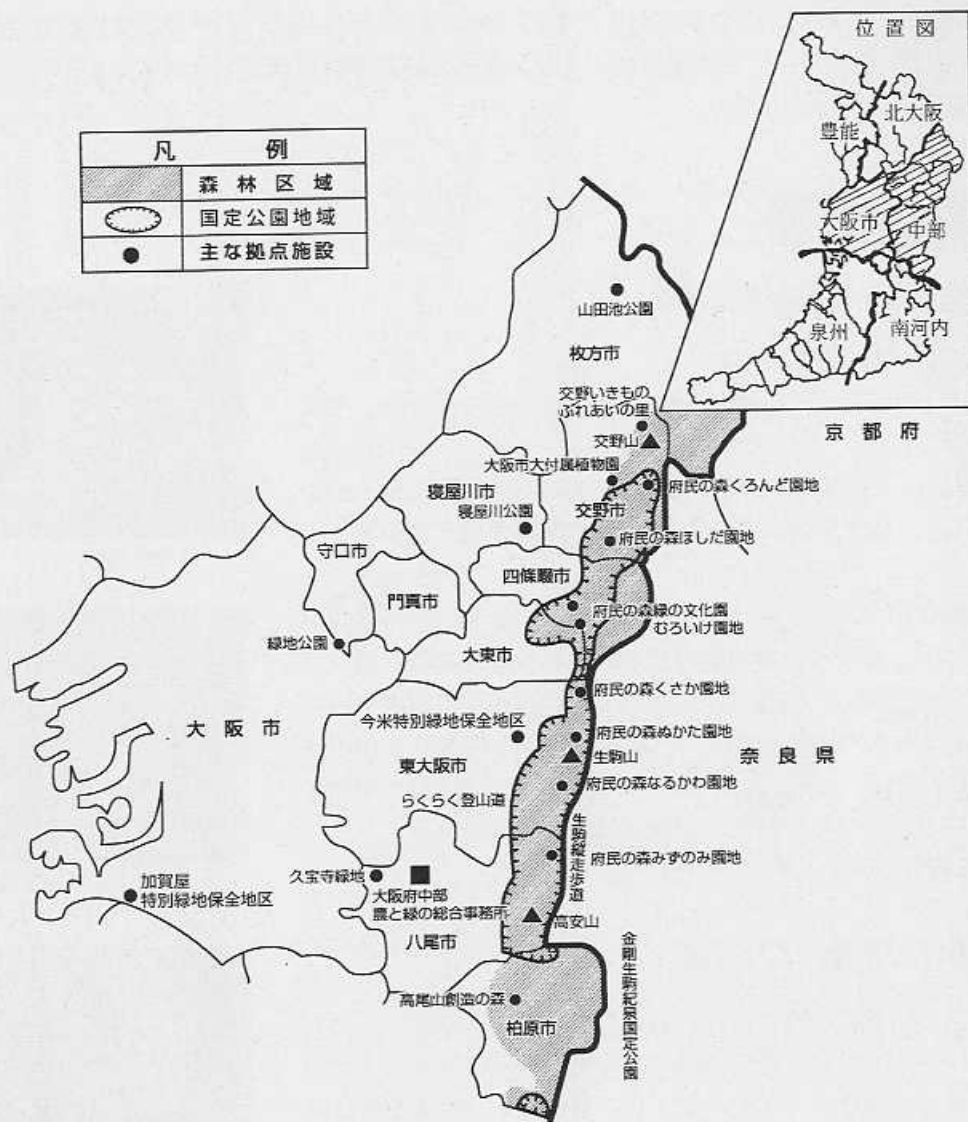 位置図
北大阪
豊能
大阪市
中部
泉州
南河内
凡 例
森林区域
国定公園地域
主な拠点施設
山田池公園
枚方市
交野いきもの
ふれあいの里
交野山
京都府
大阪市大付属植物園
府民の森くろんど園地
寝屋川市
寝屋川公園
交野市
府民の森ほしだ園地
守口市
四條畷市
門真市
府民の森緑の文化園
むろいけ園地
緑地公園
大東市
府民の森くさか園地
大阪市
今米特別緑地保全地区
府民の森ぬかた園地
生駒山
奈良県
東大阪市
府民の森なるかわ園地
らくらく登山道
生駒縦走歩道
府民の森みずのみ園地
久宝寺緑地
加賀屋
特別緑地保全地区
大阪府中部
農と緑の総合事務所
高安山
八尾市
金剛生駒紀泉国定公園
高尾山創造の森
柏原市